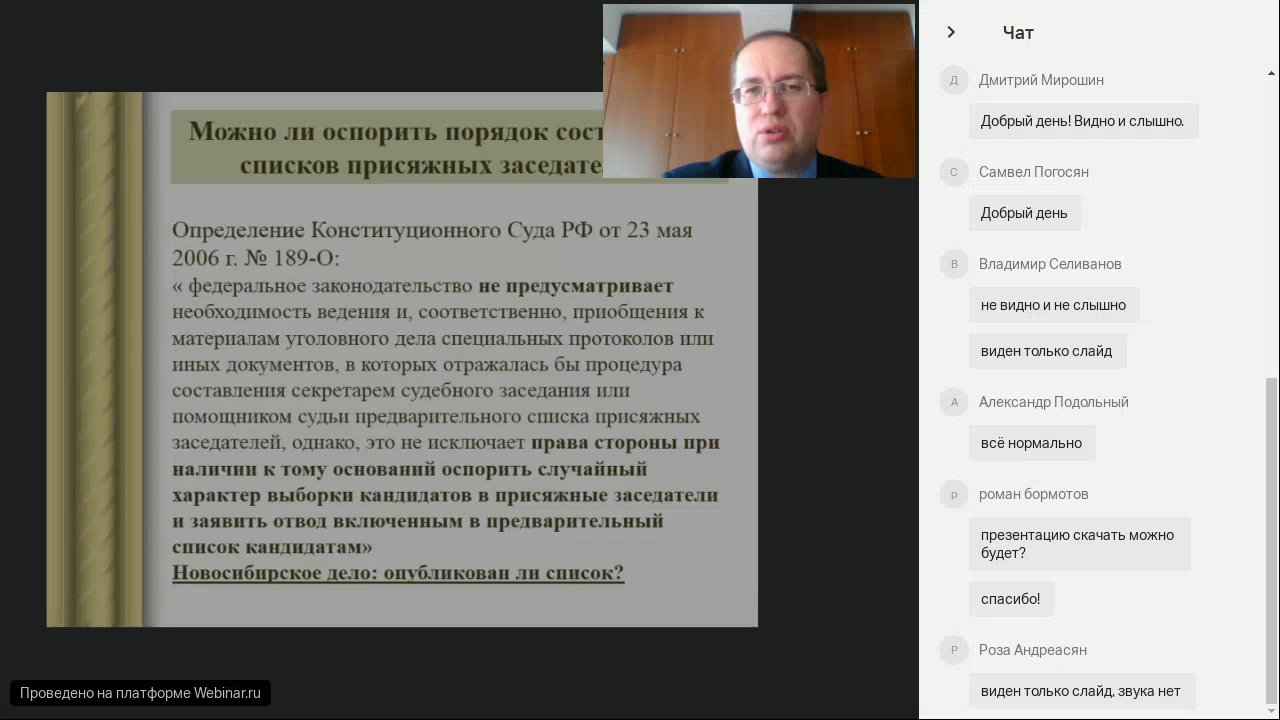 Можно ли оспорить порядок
списков присяжных
Определение Конституционного Суда РФ от 23 мая
2006 г. № 189-О:
« федеральное законодательство не предусматривает
необходимость ведения и, соответственно, приобщения к
материалам уголовного дела специальных протоколов или
иных документов, в которых отражалась бы процедура
составления секретарем судебного заседания или
помощником судьи предварительного списка присяжных
заседателей, однако, это не исключает права стороны при
наличии к тому оснований оспорить случайный
характер выборки кандидатов в присяжные заседатели
и заявить отвод включенным в предварительный
список кандидатам»
Новосибирское дело: опубликован ли список?
Проведено на платформе Webinar.ru
Чат
Д
Дмитрий Мирошин
Добрый день! Видно и слышно.
С
Самвел Погосян
Добрый день
В
Владимир Селиванов
не видно и не слышно
виден только слайд
А
Александр Подольный
всё нормально
р
роман бормотов
презентацию скачать можно
будет?
спасибо!
Р
Роза Андреасян
виден только слайд, звука нет